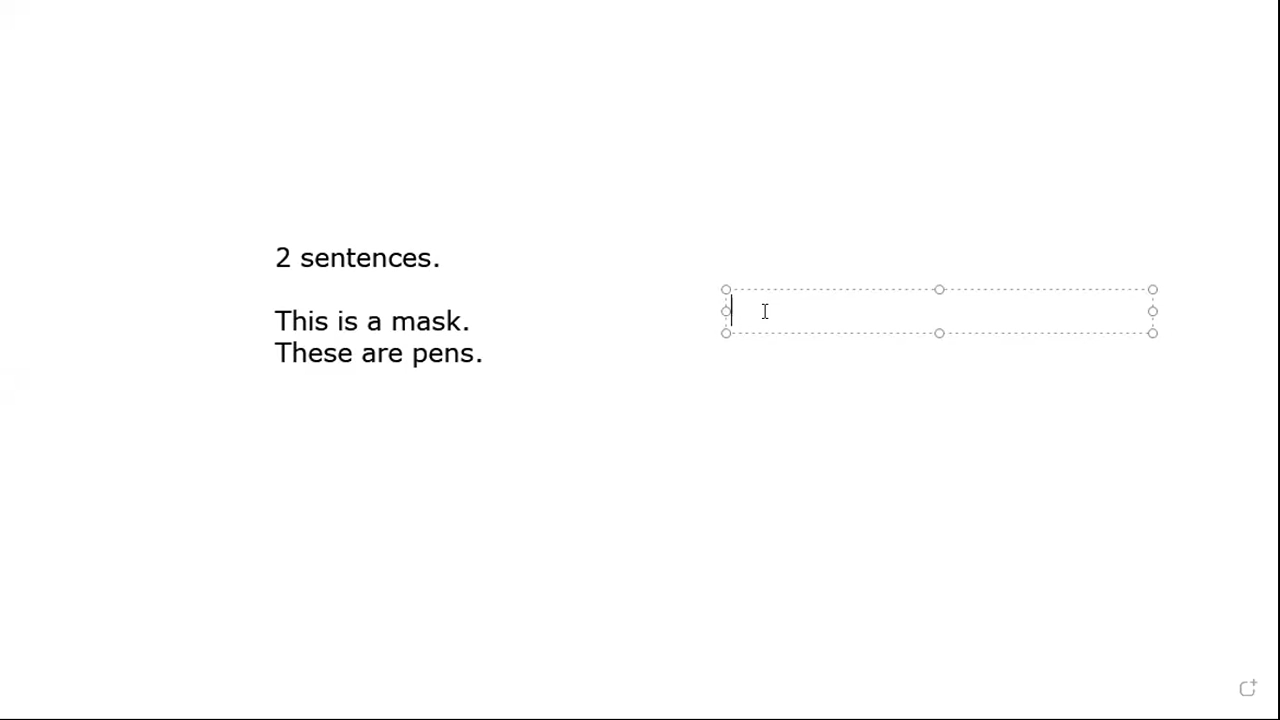 2 sentences.
This is a mask.
These are pens.